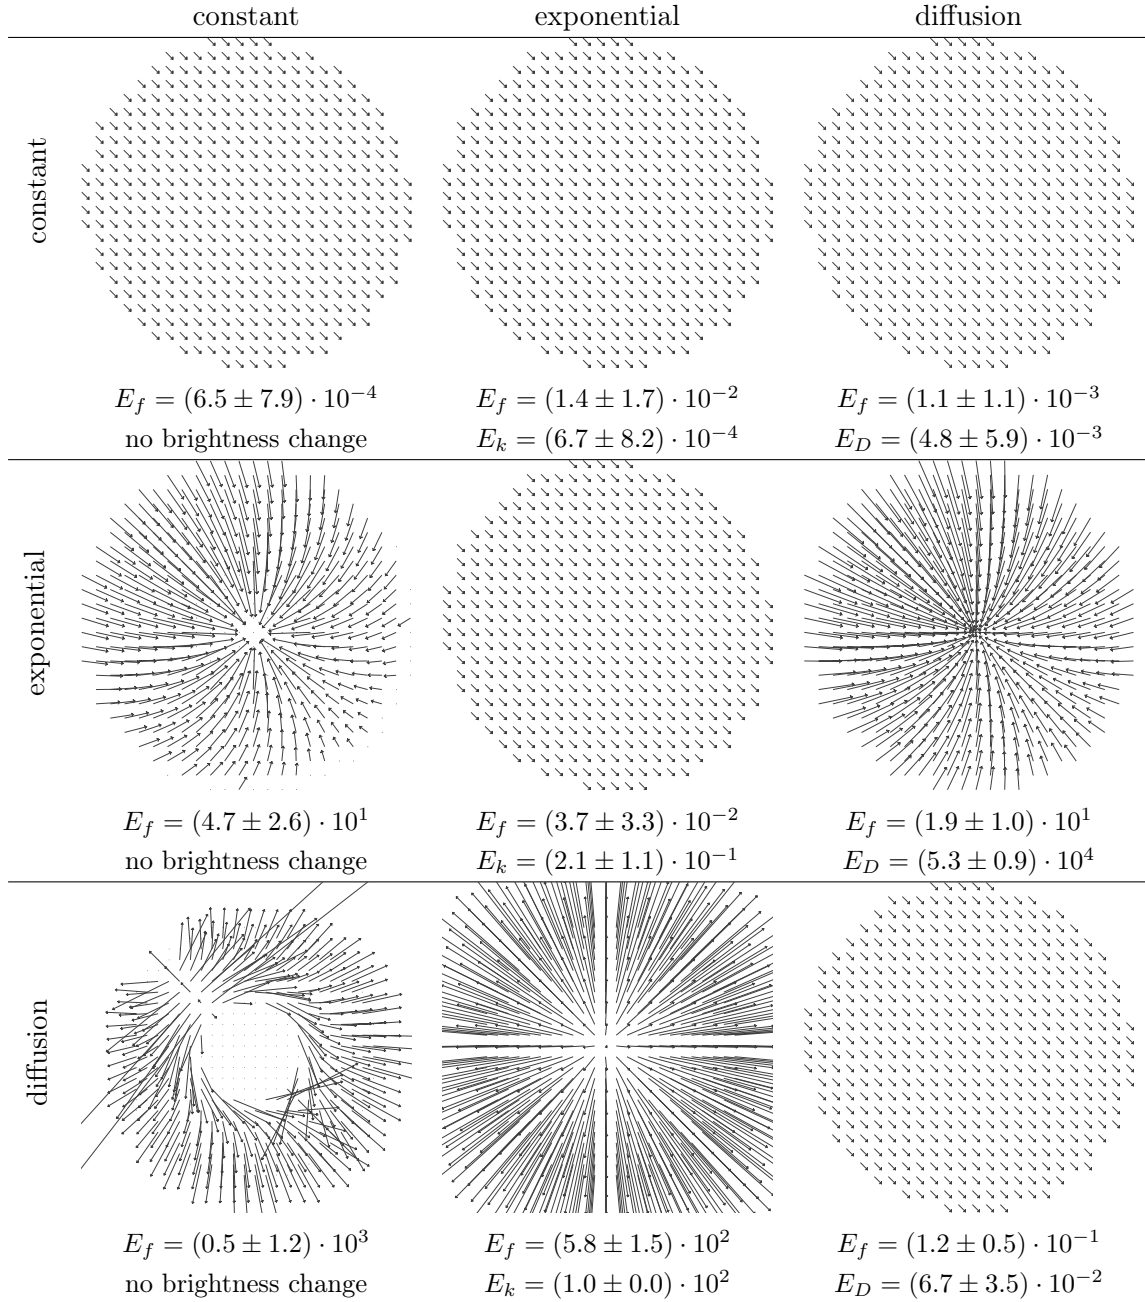 constant exponential diffusion
constant
E_f = (6.5 ± 7.9) · 10^{-4} E_f = (1.4 ± 1.7) · 10^{-2} E_f = (1.1 ± 1.1) · 10^{-3}
no brightness change E_k = (6.7 ± 8.2) · 10^{-4} E_D = (4.8 ± 5.9) · 10^{-3}
exponential
E_f = (4.7 ± 2.6) · 10^1 E_f = (3.7 ± 3.3) · 10^{-2} E_f = (1.9 ± 1.0) · 10^1
no brightness change E_k = (2.1 ± 1.1) · 10^{-1} E_D = (5.3 ± 0.9) · 10^4
diffusion
E_f = (0.5 ± 1.2) · 10^3 E_f = (5.8 ± 1.5) · 10^2 E_f = (1.2 ± 0.5) · 10^{-1}
no brightness change E_k = (1.0 ± 0.0) · 10^2 E_D = (6.7 ± 3.5) · 10^{-2}